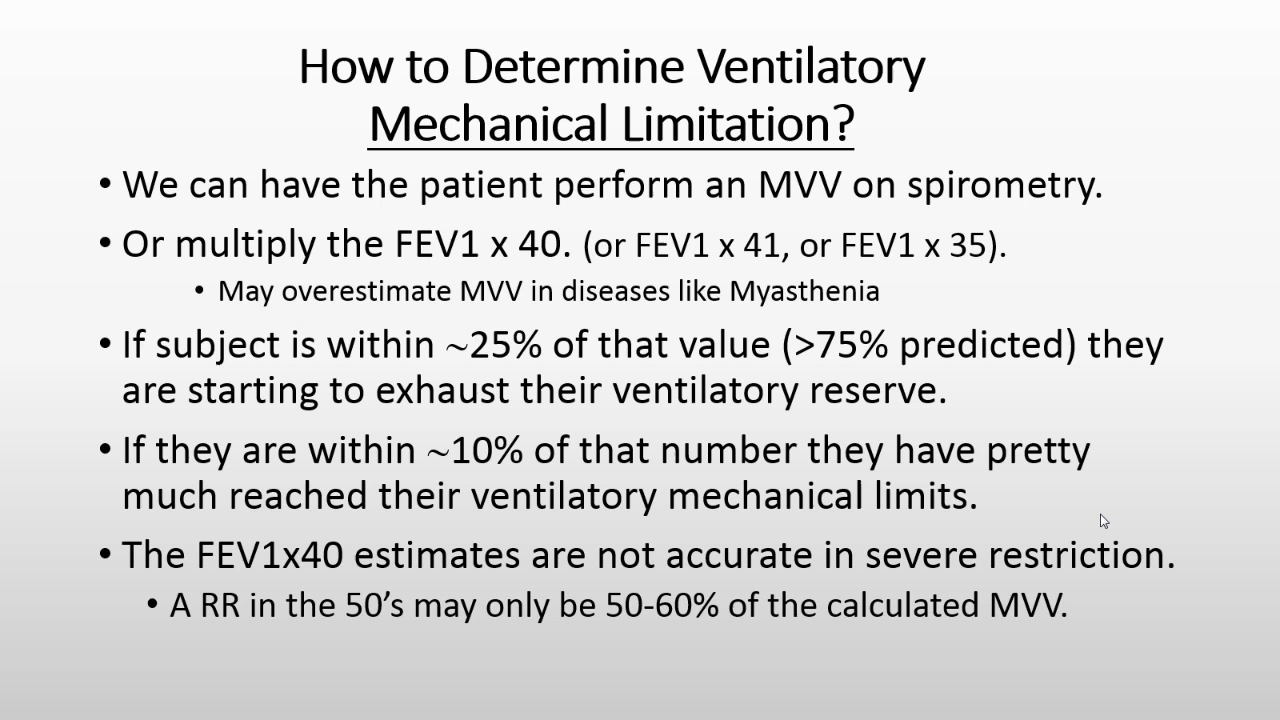 How to Determine Ventilatory
Mechanical Limitation?
• We can have the patient perform an MVV on spirometry.
• Or multiply the FEV1 x 40. (or FEV1 x 41, or FEV1 x 35).
• May overestimate MVV in diseases like Myasthenia
• If subject is within ~25% of that value (>75% predicted) they
are starting to exhaust their ventilatory reserve.
• If they are within ~10% of that number they have pretty
much reached their ventilatory mechanical limits.
• The FEV1x40 estimates are not accurate in severe restriction.
• A RR in the 50’s may only be 50-60% of the calculated MVV.